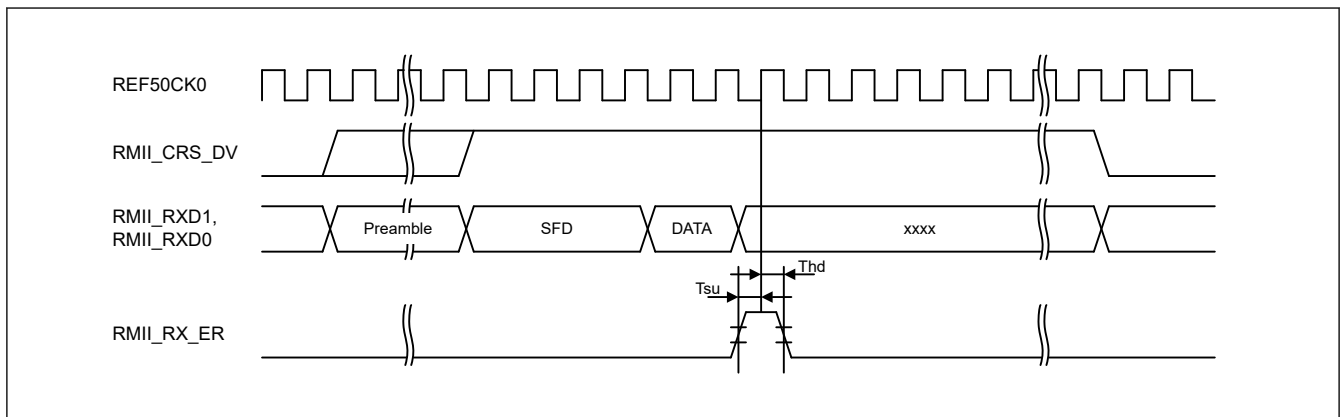 REF50CK0
RMII_CRS_DV
RMII_RXD1,
RMII_RXD0
Preamble
SFD
DATA
xxxx
Thd
Tsu
RMII_RX_ER